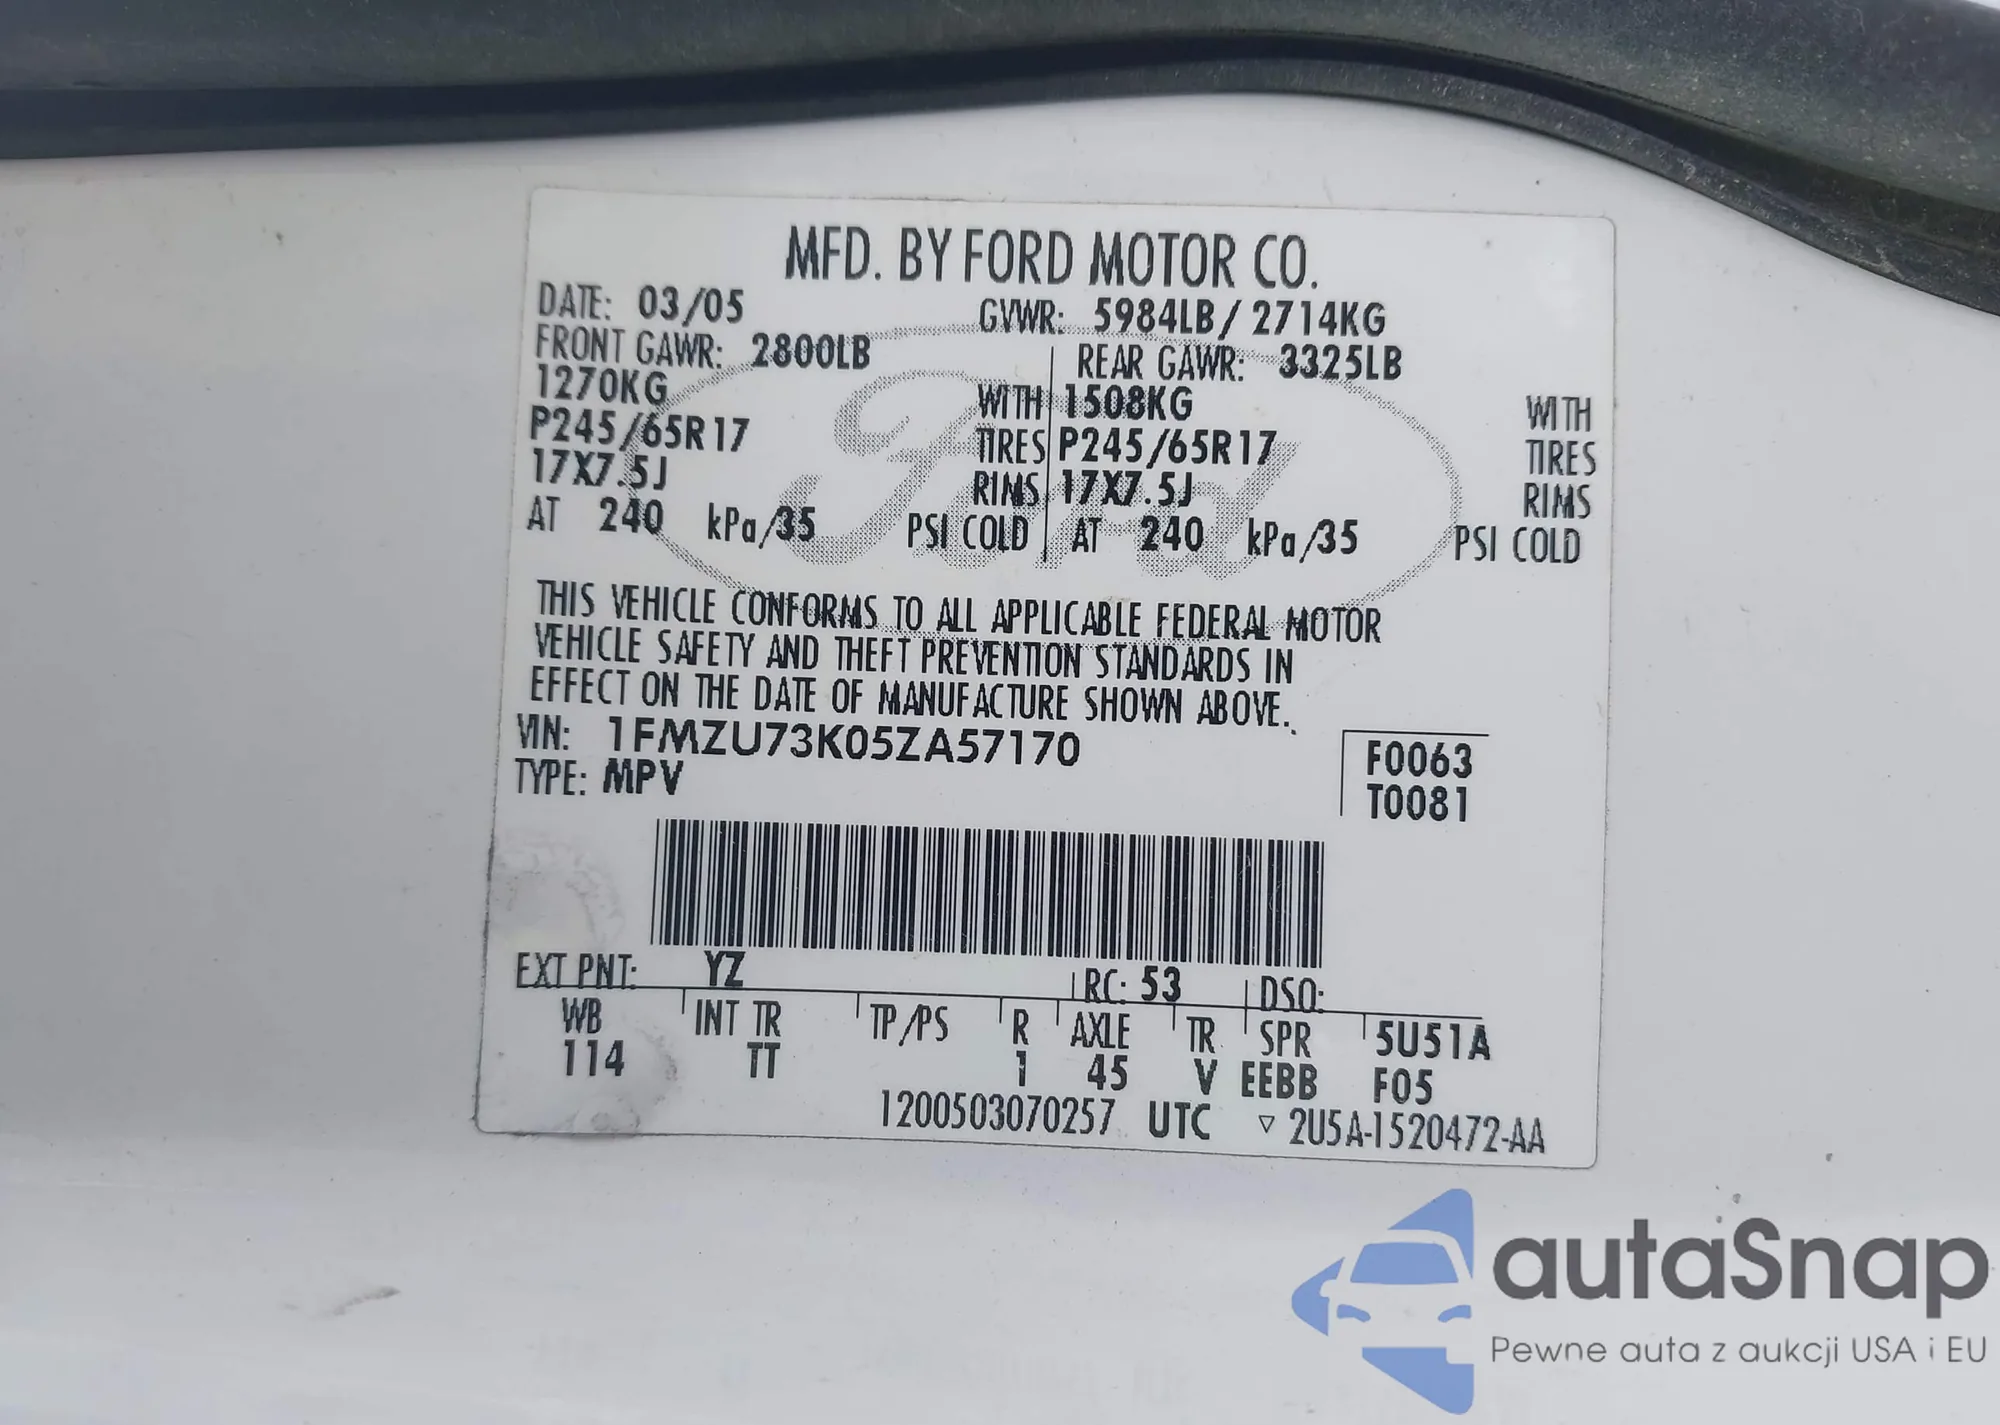 MFD. BY FORD MOTOR CO.
DATE: 03/05 GVWR: 5984LB / 2714KG
FRONT GAWR: 2800LB REAR GAWR: 3325LB
1270KG WITH 1508KG WITH
P245/65R17 TIRES P245/65R17 TIRES
17X7.5J RIMS 17X7.5J RIMS
AT 240 kPa/35 PSI COLD AT 240 kPa/35 PSI COLD
Ford
THIS VEHICLE CONFORMS TO ALL APPLICABLE FEDERAL MOTOR
VEHICLE SAFETY AND THEFT PREVENTION STANDARDS IN
EFFECT ON THE DATE OF MANUFACTURE SHOWN ABOVE.
VIN: 1FMZU73K05ZA57170 F0063
TYPE: MPV T0081
EXT PNT: YZ RC: 53 DSO:
WB INT TR TP/PS R AXLE TR SPR 5U51A
114 TT 1 45 V EEBB F05
1200503070257 UTC ▽ 2U5A-1520472-AA
autaSnap
Pewne auta z aukcji USA i EU